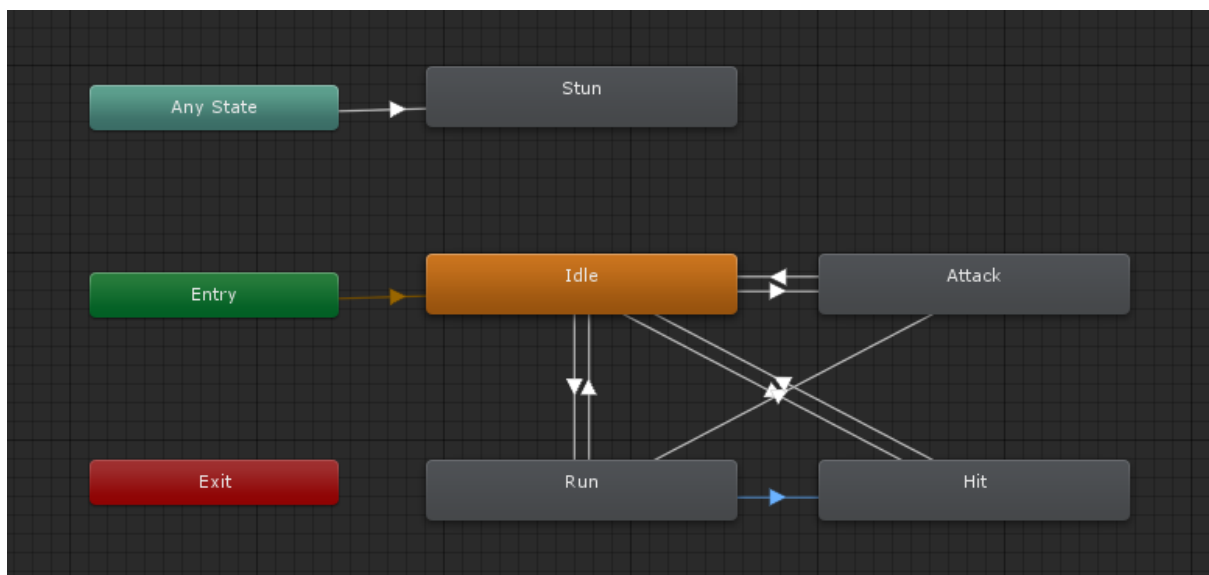 Stun
Any State
Idle
Attack
Entry
Exit
Run
Hit